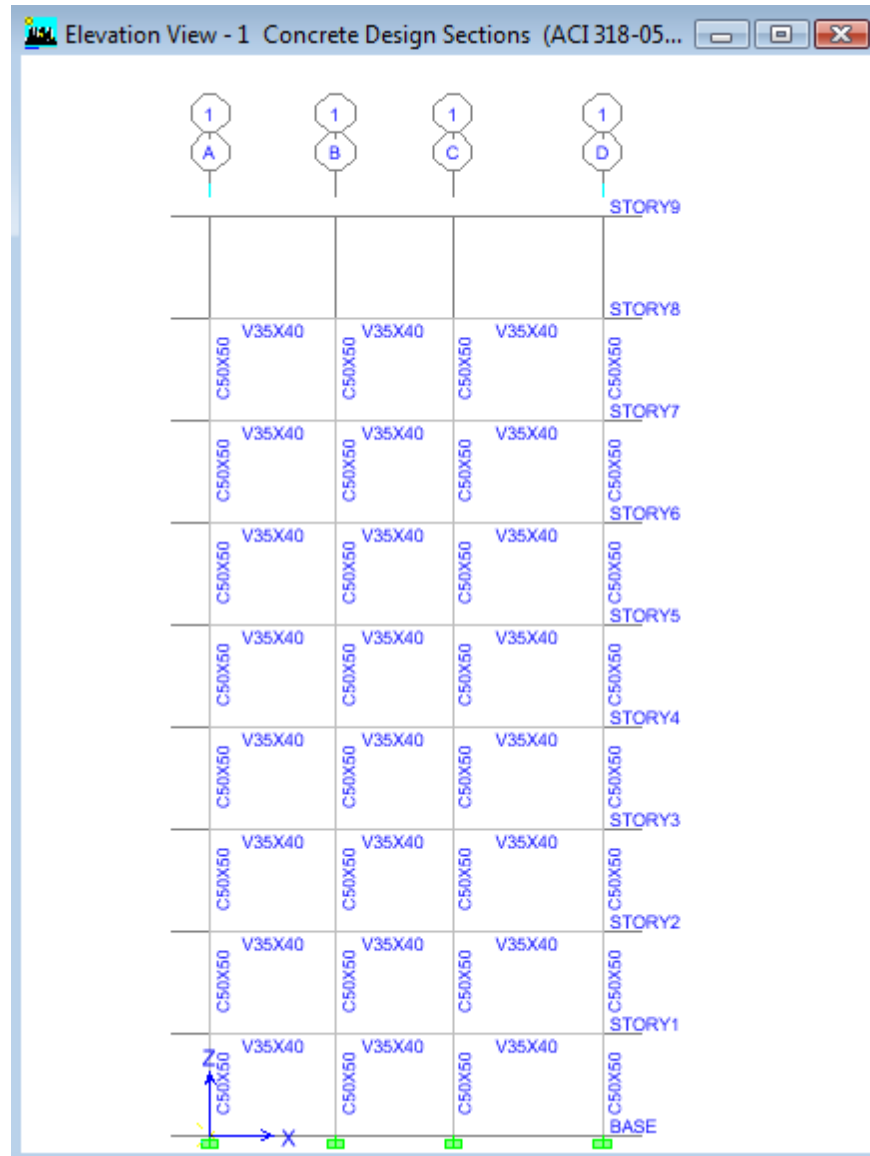 Elevation View - 1 Concrete Design Sections (ACI 318-05...
1 1 1 1
A B C D
STORY9
STORY8
V35X40 V35X40 V35X40
C50X50 C50X50 C50X50 C50X50
STORY7
V35X40 V35X40 V35X40
C50X50 C50X50 C50X50 C50X50
STORY6
V35X40 V35X40 V35X40
C50X50 C50X50 C50X50 C50X50
STORY5
V35X40 V35X40 V35X40
C50X50 C50X50 C50X50 C50X50
STORY4
V35X40 V35X40 V35X40
C50X50 C50X50 C50X50 C50X50
STORY3
V35X40 V35X40 V35X40
C50X50 C50X50 C50X50 C50X50
STORY2
V35X40 V35X40 V35X40
C50X50 C50X50 C50X50 C50X50
STORY1
V35X40 V35X40 V35X40
Z
C50X50 C50X50 C50X50 C50X50
BASE
X